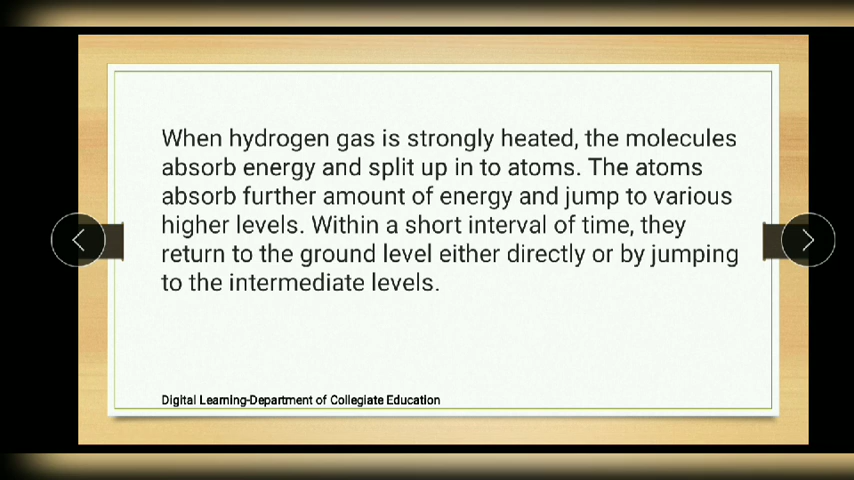 When hydrogen gas is strongly heated, the molecules
absorb energy and split up in to atoms. The atoms
absorb further amount of energy and jump to various
higher levels. Within a short interval of time, they
return to the ground level either directly or by jumping
to the intermediate levels.
Digital Learning-Department of Collegiate Education